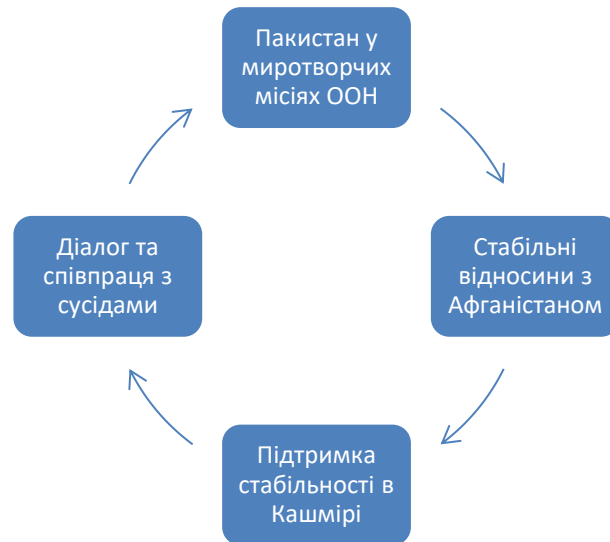 Пакистан у
миротворчих
місіях ООН
Стабільні
відносини з
Афганістаном
Підтримка
стабільності в
Кашмірі
Діалог та
співпраця з
сусідами